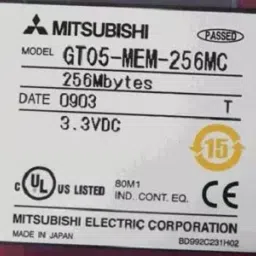 MITSUBISHI PASSED
MODEL GT05-MEM-256MC
256Mbytes
DATE 0903 T
3.3VDC
15
c UL US LISTED 80M1
IND. CONT. EQ. CE
MITSUBISHI ELECTRIC CORPORATION
MADE IN JAPAN BD992C231H02